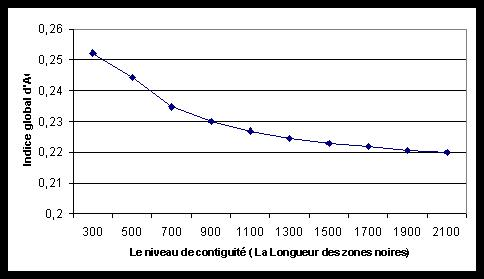 0,26
0,25
0,24
0,23
0,22
0,21
0,2
Indice global d'A
300 500 700 900 1100 1300 1500 1700 1900 2100
Le niveau de contiguité ( La Longueur des zones noires)